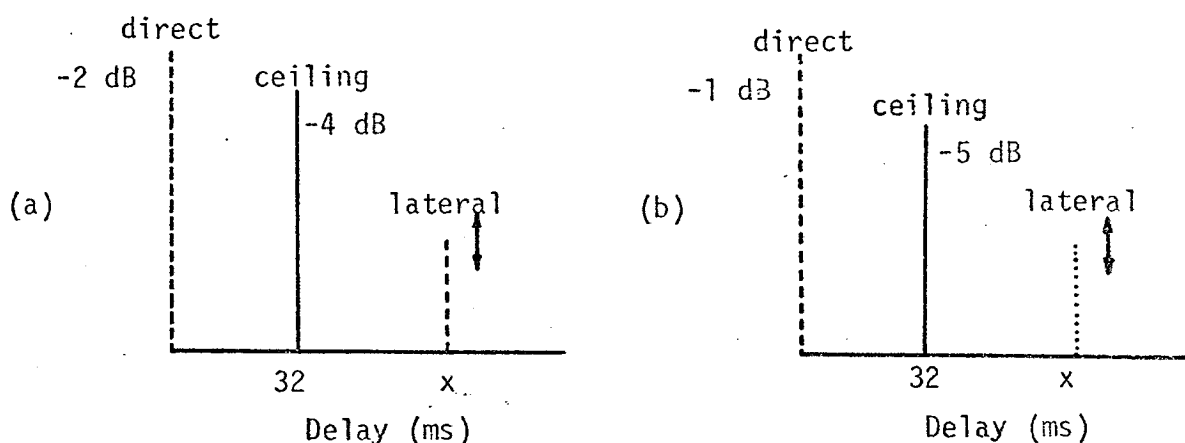 (a)
direct
-2 dB
ceiling
-4 dB
lateral
32
x
Delay (ms)
(b)
direct
-1 dB
ceiling
-5 dB
lateral
32
x
Delay (ms)